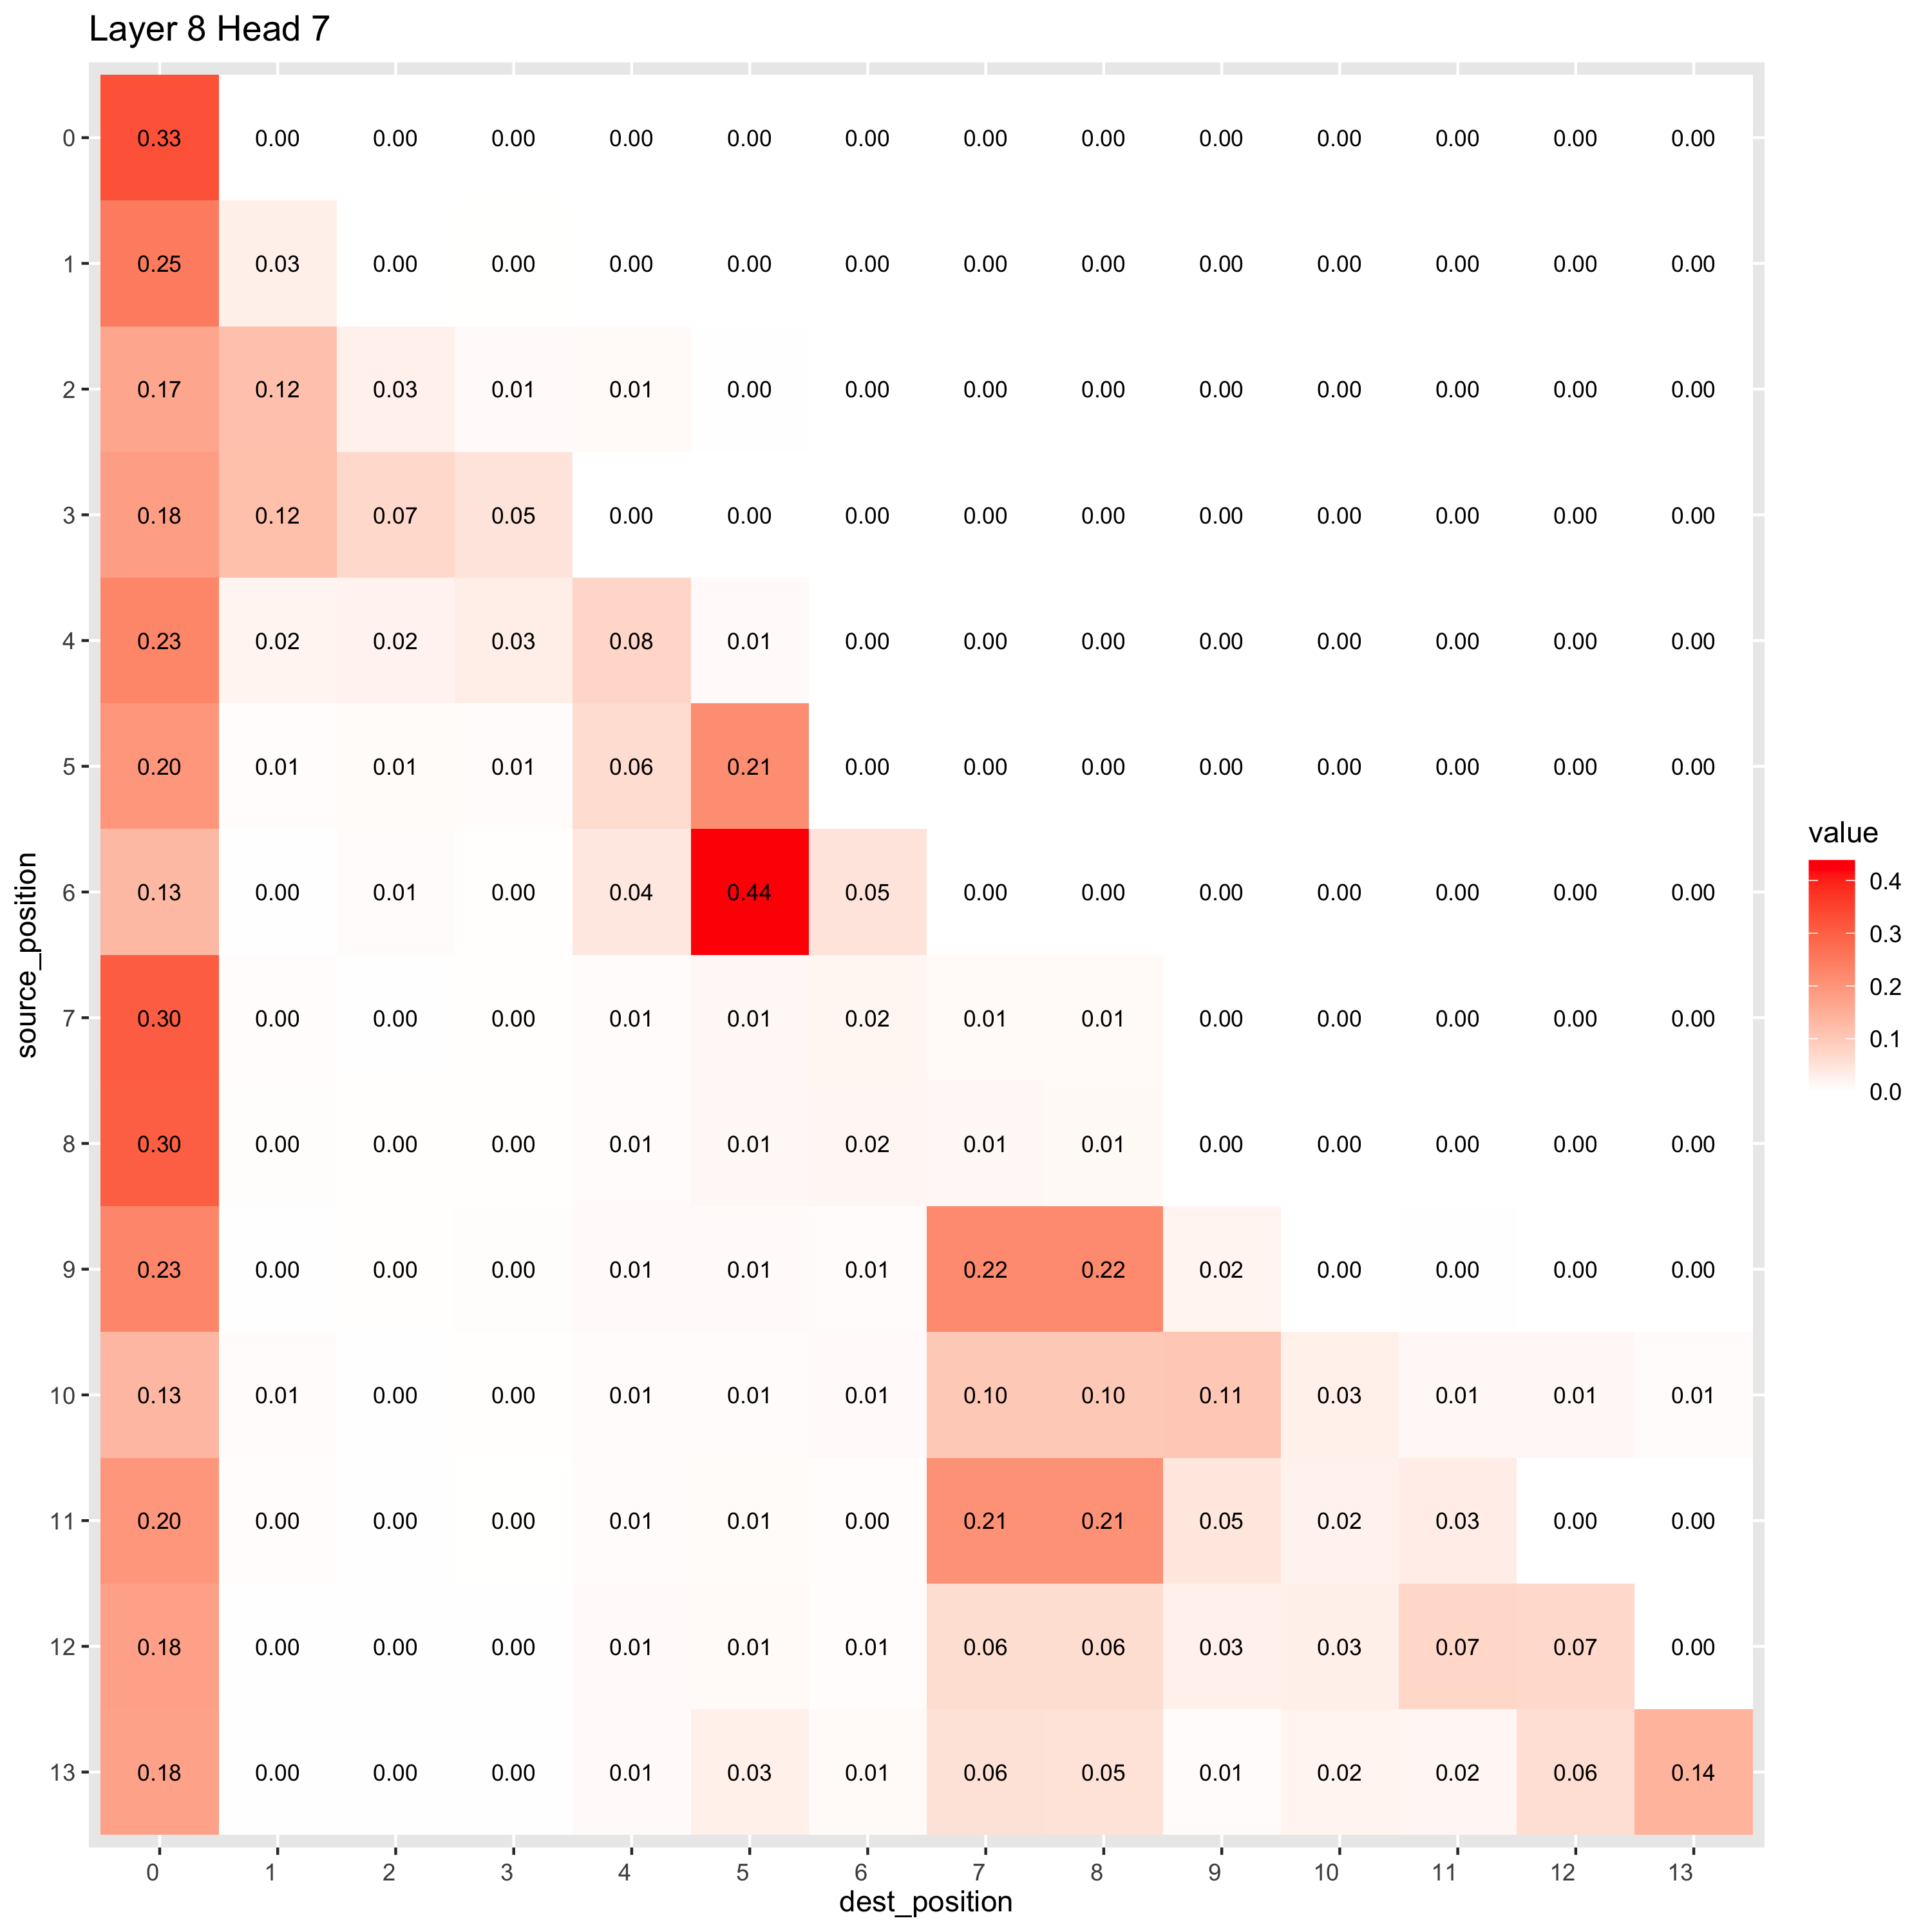 Layer 8 Head 7
0 0.33 0.00 0.00 0.00 0.00 0.00 0.00 0.00 0.00 0.00 0.00 0.00 0.00 0.00
1 0.25 0.03 0.00 0.00 0.00 0.00 0.00 0.00 0.00 0.00 0.00 0.00 0.00 0.00
2 0.17 0.12 0.03 0.01 0.01 0.00 0.00 0.00 0.00 0.00 0.00 0.00 0.00 0.00
3 0.18 0.12 0.07 0.05 0.00 0.00 0.00 0.00 0.00 0.00 0.00 0.00 0.00 0.00
4 0.23 0.02 0.02 0.03 0.08 0.01 0.00 0.00 0.00 0.00 0.00 0.00 0.00 0.00
5 0.20 0.01 0.01 0.01 0.06 0.21 0.00 0.00 0.00 0.00 0.00 0.00 0.00 0.00
6 0.13 0.00 0.01 0.00 0.04 0.44 0.05 0.00 0.00 0.00 0.00 0.00 0.00 0.00
7 0.30 0.00 0.00 0.00 0.01 0.01 0.02 0.01 0.01 0.00 0.00 0.00 0.00 0.00
8 0.30 0.00 0.00 0.00 0.01 0.01 0.02 0.01 0.01 0.00 0.00 0.00 0.00 0.00
9 0.23 0.00 0.00 0.00 0.01 0.01 0.01 0.22 0.22 0.02 0.00 0.00 0.00 0.00
10 0.13 0.01 0.00 0.00 0.01 0.01 0.01 0.10 0.10 0.11 0.03 0.01 0.01 0.01
11 0.20 0.00 0.00 0.00 0.01 0.01 0.00 0.21 0.21 0.05 0.02 0.03 0.00 0.00
12 0.18 0.00 0.00 0.00 0.01 0.01 0.01 0.06 0.06 0.03 0.03 0.07 0.07 0.00
13 0.18 0.00 0.00 0.00 0.01 0.03 0.01 0.06 0.05 0.01 0.02 0.02 0.06 0.14
0 1 2 3 4 5 6 7 8 9 10 11 12 13
dest_position
source_position
value
0.4
0.3
0.2
0.1
0.0